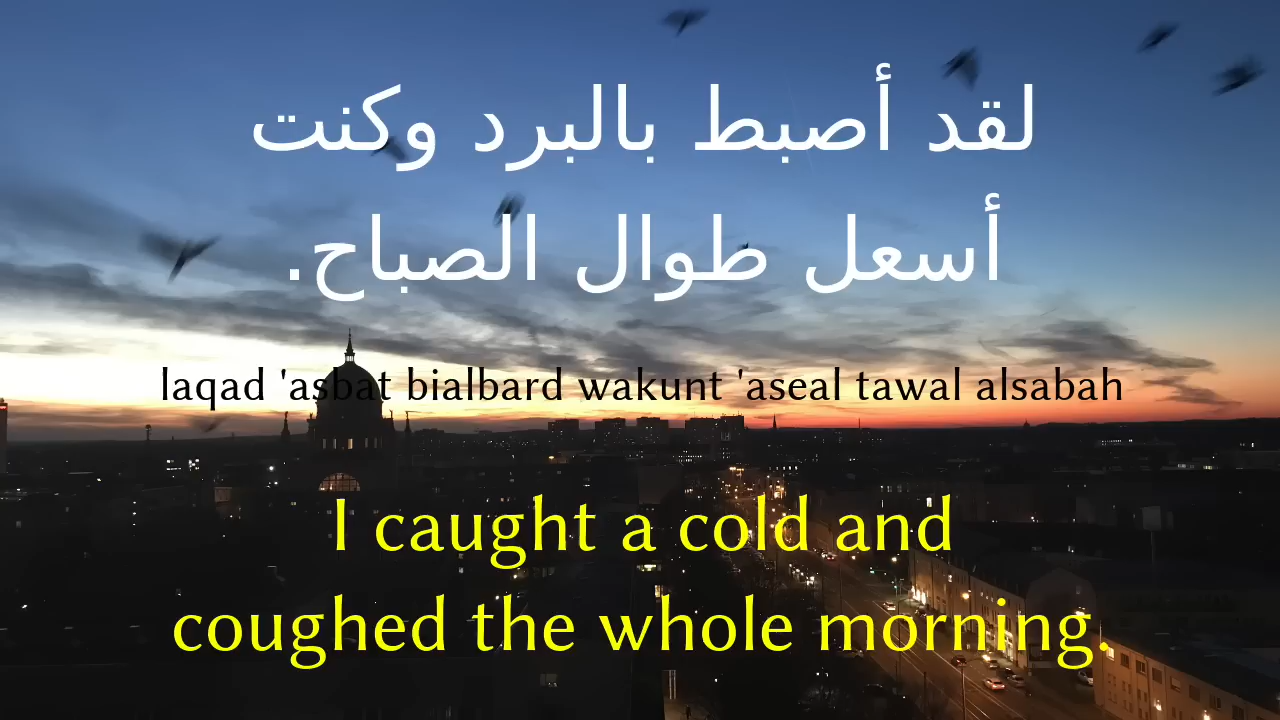 لقد أصبط بالبرد وكنت
أسعل طوال الصباح.
laqad 'asbat bialbard wakunt 'aseal tawal alsabah
I caught a cold and
coughed the whole morning.